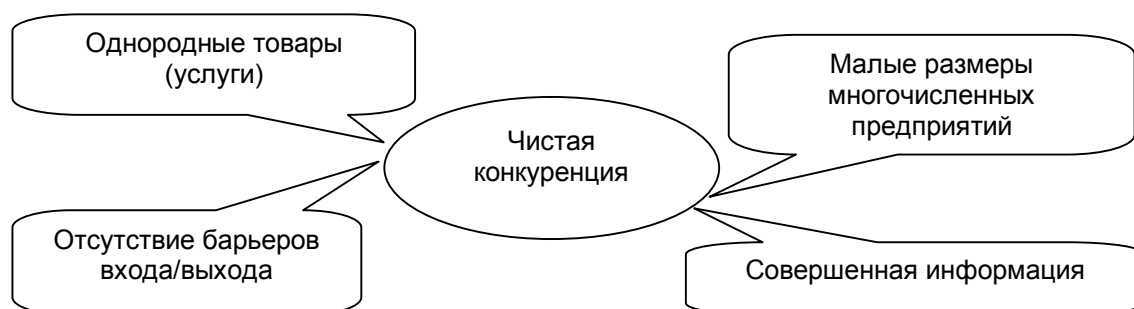 Однородные товары
(услуги)
Малые размеры
многочисленных
предприятий
Чистая
конкуренция
Отсутствие барьеров
входа/выхода
Совершенная информация